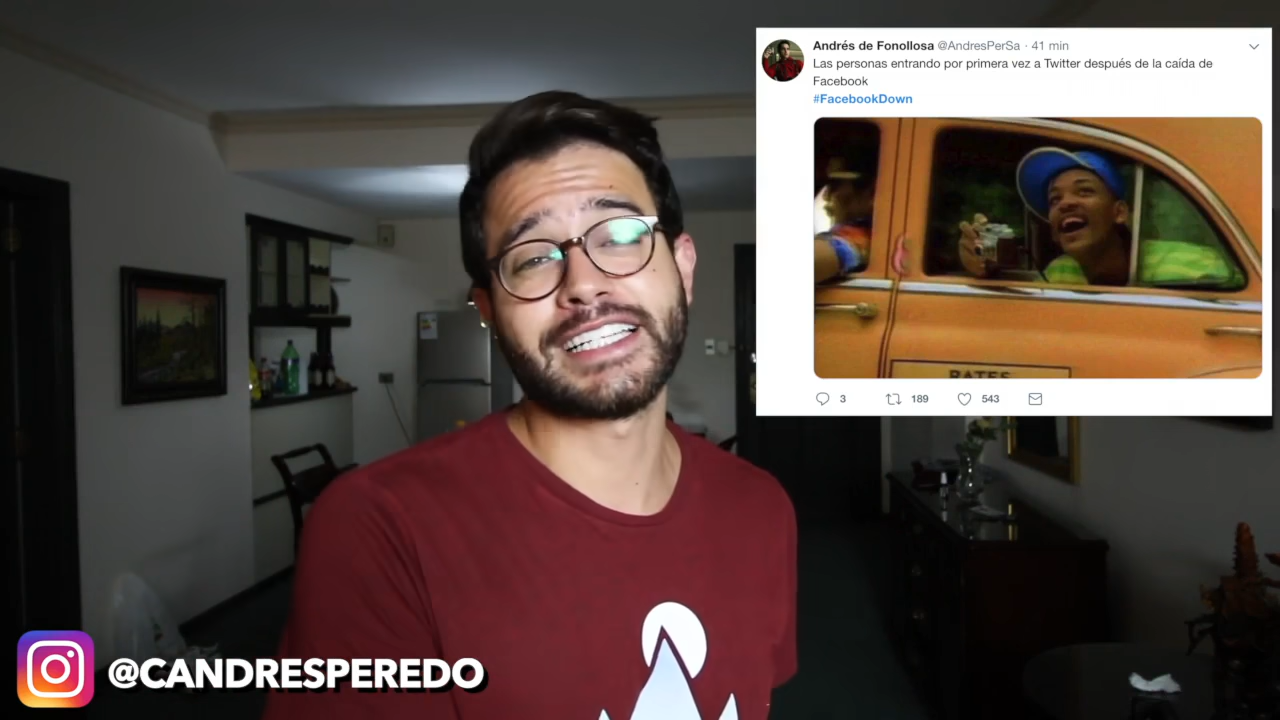 Andrés de Fonollosa @AndresPerSa · 41 min
Las personas entrando por primera vez a Twitter después de la caída de
Facebook
#FacebookDown
RATES
3 189 543
@CANDRESPEREDO